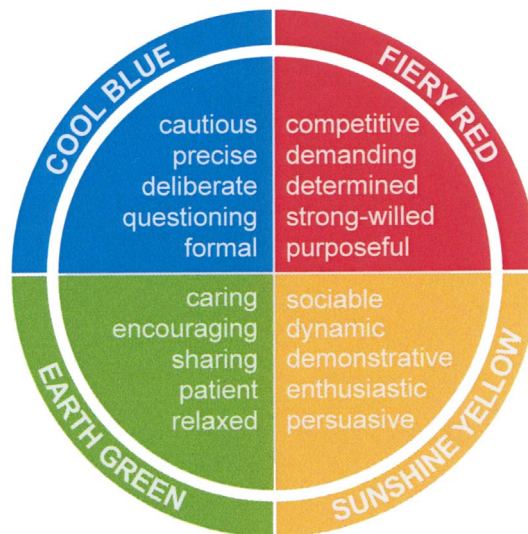 COOL BLUE
cautious
precise
deliberate
questioning
formal
FIERY RED
competitive
demanding
determined
strong-willed
purposeful
EARTH GREEN
caring
encouraging
sharing
patient
relaxed
SUNSHINE YELLOW
sociable
dynamic
demonstrative
enthusiastic
persuasive